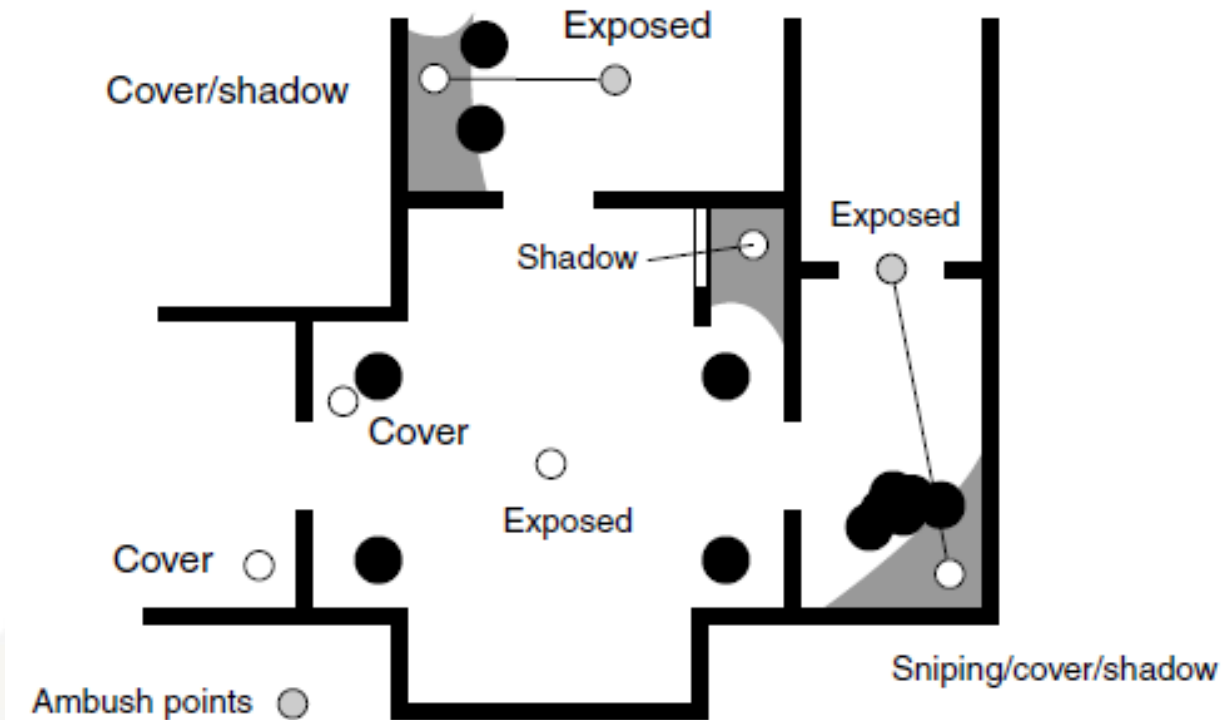 Exposed
Cover/shadow
Exposed
Shadow
Cover
Exposed
Cover
Sniping/cover/shadow
Ambush points